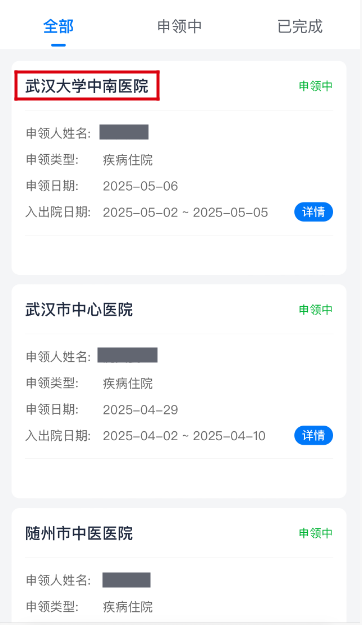 全部 申领中 已完成
武汉大学中南医院 申领中
申领人姓名:
申领类型: 疾病住院
申领日期: 2025-05-06
入出院日期: 2025-05-02 ~ 2025-05-05 详情
武汉市中心医院 申领中
申领人姓名:
申领类型: 疾病住院
申领日期: 2025-04-29
入出院日期: 2025-04-02 ~ 2025-04-10 详情
随州市中医医院 申领中
申领人姓名:
申领类型: 疾病住院